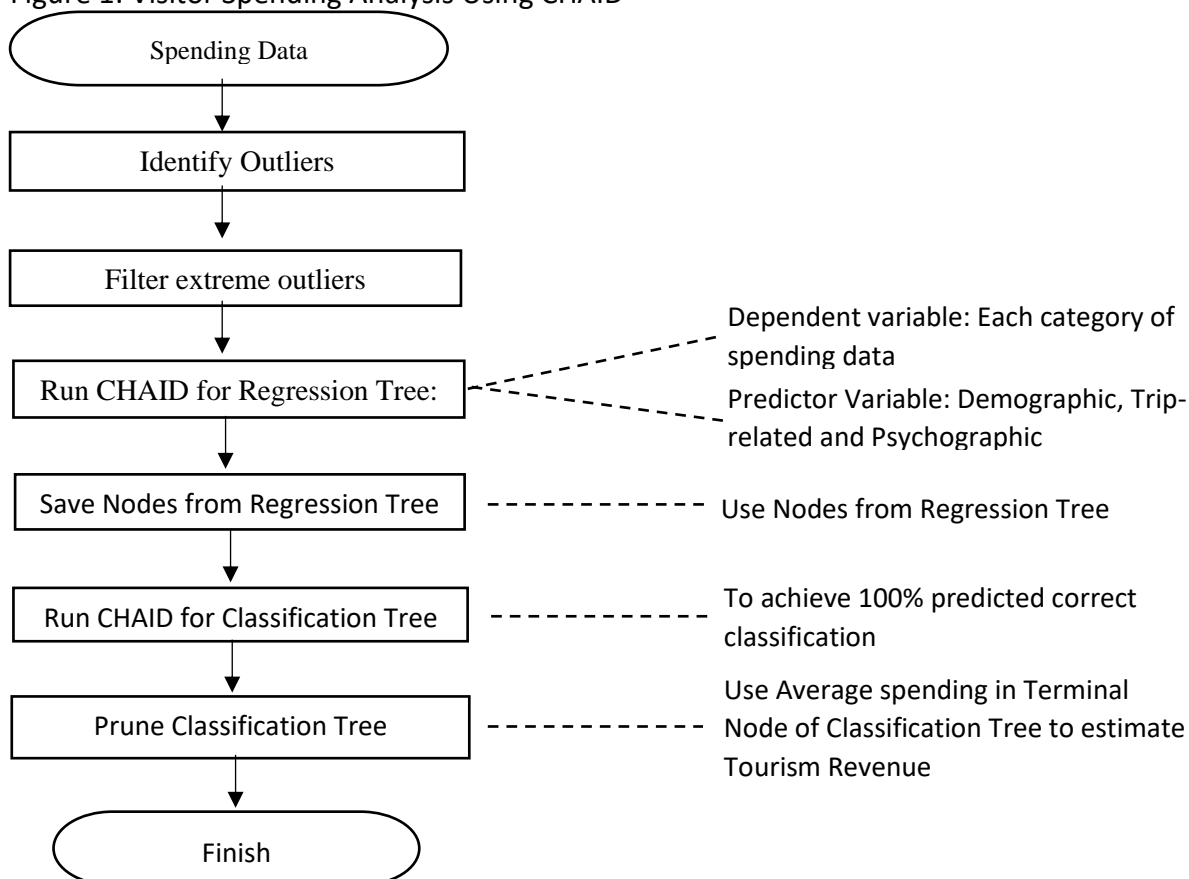 Figure 1: Visitor Spending Analysis Using CHAID
Spending Data
Identify Outliers
Filter extreme outliers
Run CHAID for Regression Tree:
Dependent variable: Each category of
spending data
Predictor Variable: Demographic, Trip-
related and Psychographic
Save Nodes from Regression Tree
Use Nodes from Regression Tree
Run CHAID for Classification Tree
To achieve 100% predicted correct
classification
Prune Classification Tree
Use Average spending in Terminal
Node of Classification Tree to estimate
Tourism Revenue
Finish